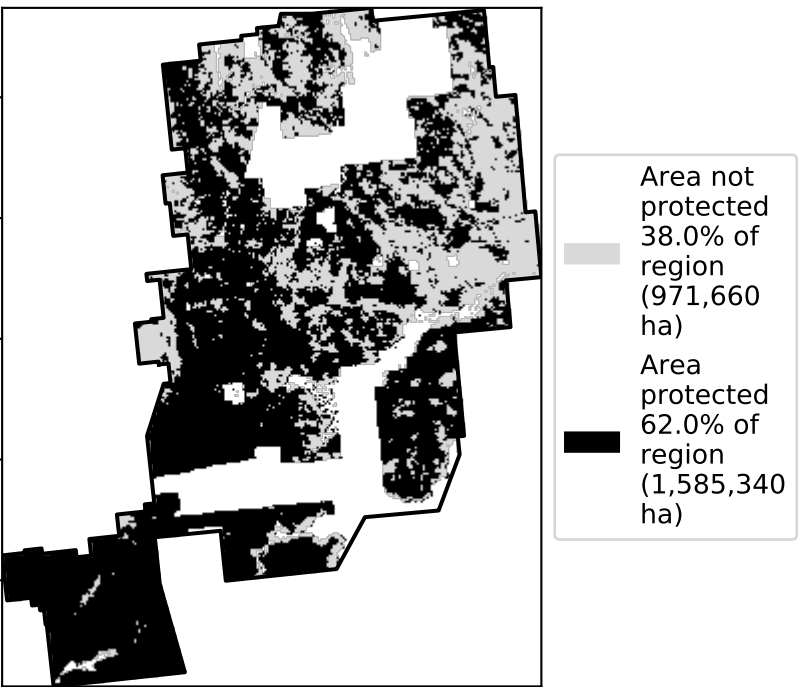 Area not
protected
38.0% of
region
(971,660
ha)
Area
protected
62.0% of
region
(1,585,340
ha)